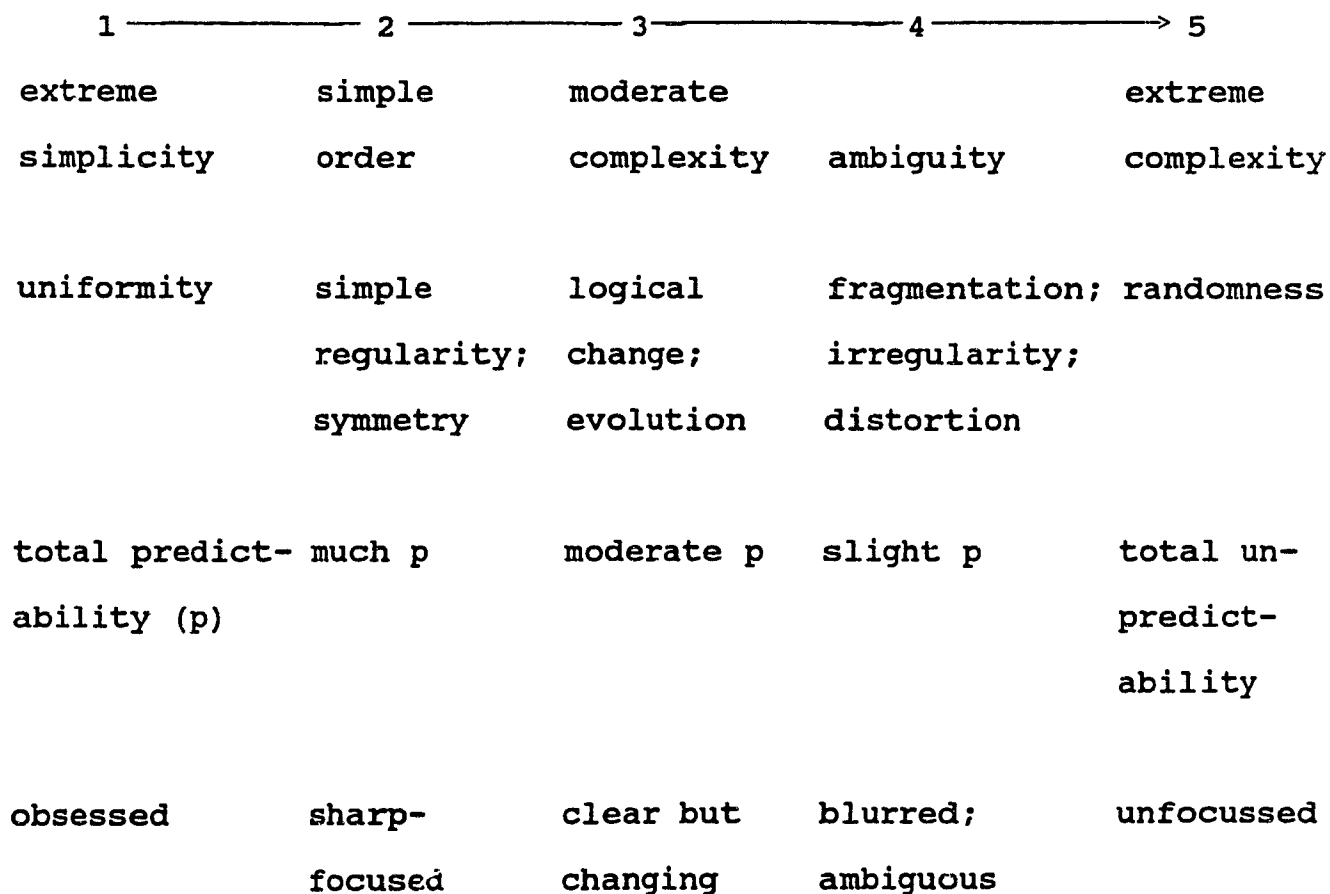 1 2 3 4 5
extreme simple moderate extreme
simplicity order complexity ambiguity complexity
uniformity simple logical fragmentation; randomness
regularity; change; irregularity;
symmetry evolution distortion
total predict- much p moderate p slight p total un-
ability (p) predict-
ability
obsessed sharp- clear but blurred; unfocussed
focused changing ambiguous